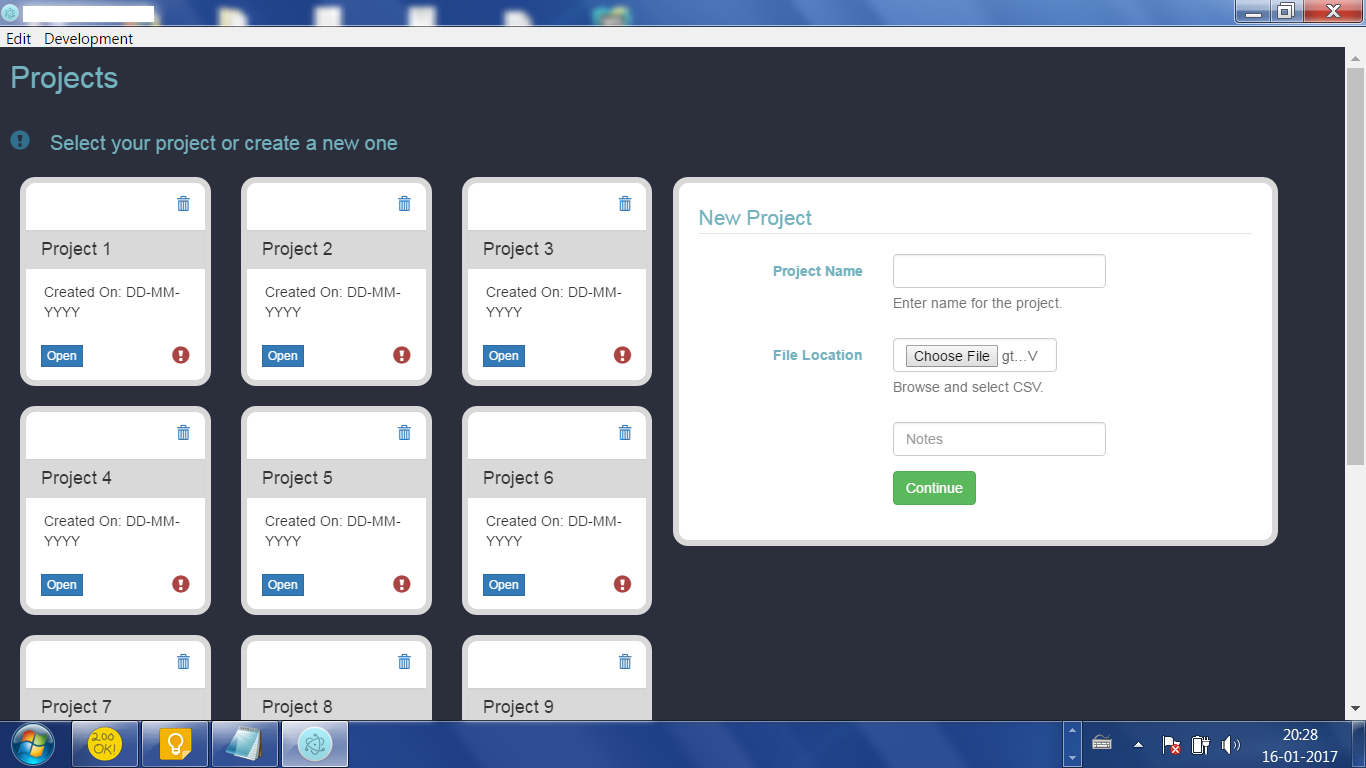 Edit Development
Projects
Select your project or create a new one
Project 1
Created On: DD-MM-
YYYY
Open
Project 2
Created On: DD-MM-
YYYY
Open
Project 3
Created On: DD-MM-
YYYY
Open
Project 4
Created On: DD-MM-
YYYY
Open
Project 5
Created On: DD-MM-
YYYY
Open
Project 6
Created On: DD-MM-
YYYY
Open
Project 7
Project 8
Project 9
New Project
Project Name
Enter name for the project.
File Location
Choose File gt...V
Browse and select CSV.
Notes
Continue
200
OK!
20:28
16-01-2017